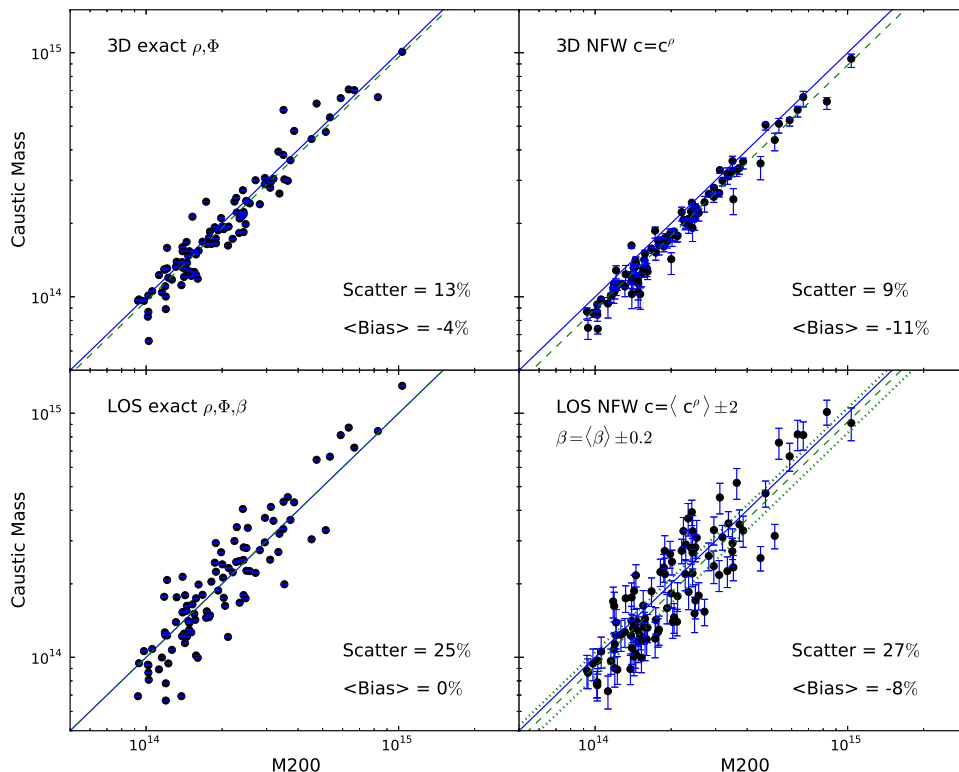 3D exact ρ,Φ
3D NFW c=c^ρ
10^15
Caustic Mass
Scatter = 13%
Scatter = 9%
10^14
<Bias> = -4%
<Bias> = -11%
LOS exact ρ,Φ,β
LOS NFW c=⟨ c^ρ ⟩±2
10^15
β=⟨β⟩±0.2
Caustic Mass
Scatter = 25%
Scatter = 27%
10^14
<Bias> = 0%
<Bias> = -8%
10^14
10^15
10^14
10^15
M200
M200